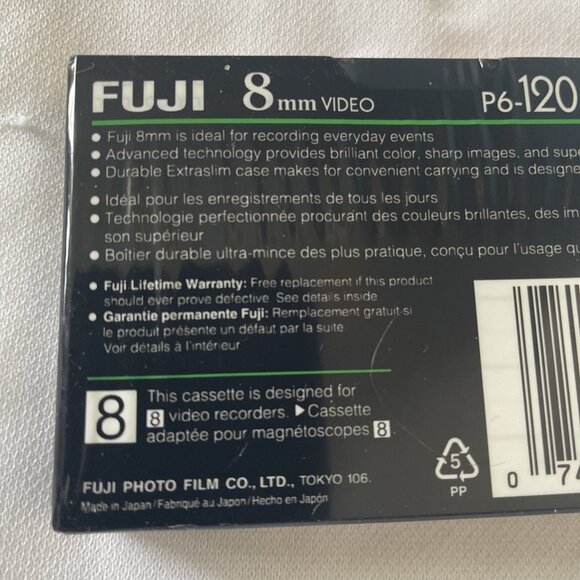 FUJI 8mm VIDEO P6-120
• Fuji 8mm is ideal for recording everyday events
• Advanced technology provides brilliant color, sharp images, and
• Durable Extraslim case makes for convenient carrying and is
• Idéal pour les enregistrements de tous les jours
• Technologie perfectionnée procurant des couleurs brillantes, des
son supérieur
• Boîtier durable ultra-mince des plus pratique, conçu pour l'usage
• Fuji Lifetime Warranty: Free replacement if this product
should ever prove defective. See details inside
• Garantie permanente Fuji: Remplacement gratuit si
le produit présente un défaut par la suite
Voir détails à l'intérieur
8 This cassette is designed for
8 video recorders. ▶Cassette
adaptée pour magnétoscopes 8.
5
PP
0 74
FUJI PHOTO FILM CO., LTD., TOKYO 106.
Made in Japan/Fabriqué au Japon/Hecho en Japón